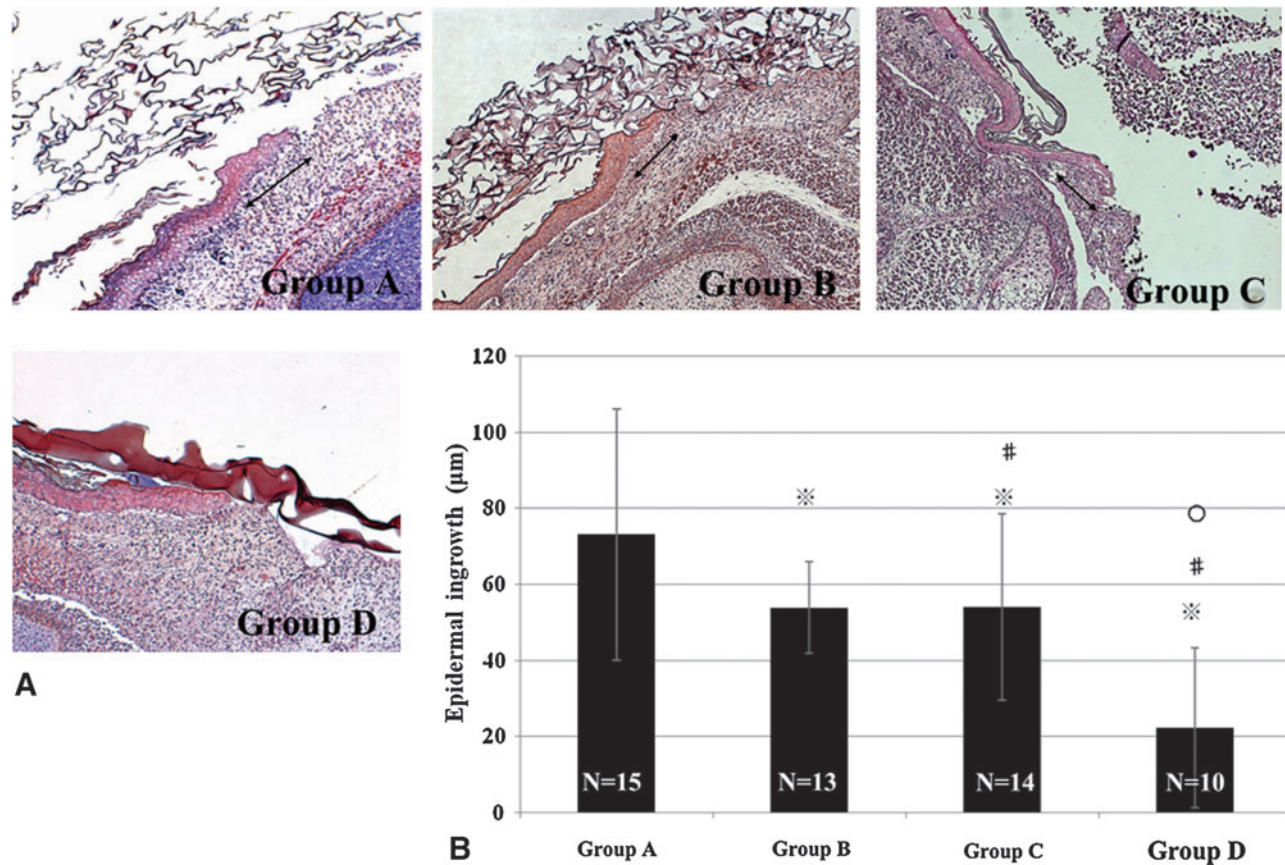 Group A
Group B
Group C
Group D
A
120
100
80
60
40
20
0
Epidermal ingrowth (μm)
※
#
※
○
#
※
N=15
N=13
N=14
N=10
Group A
Group B
Group C
Group D
B